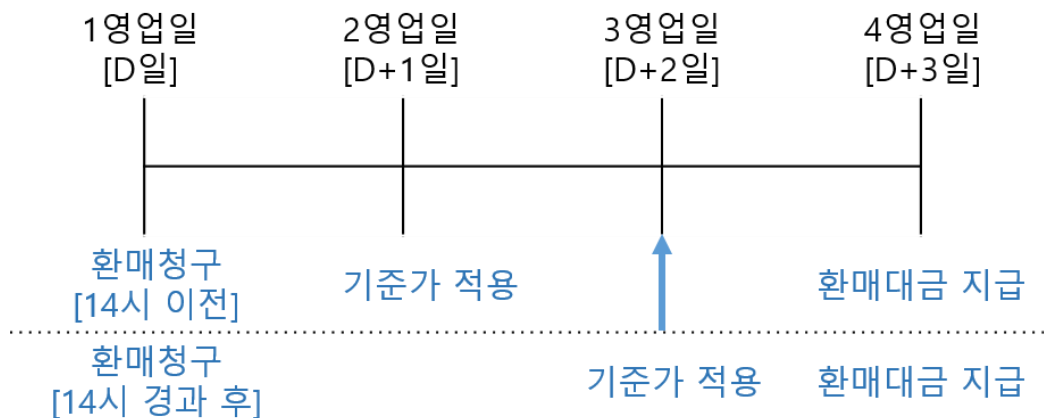 1영업일
[D일]
2영업일
[D+1일]
3영업일
[D+2일]
4영업일
[D+3일]
환매청구
[14시 이전]
기준가 적용
환매대금 지급
환매청구
[14시 경과 후]
기준가 적용
환매대금 지급